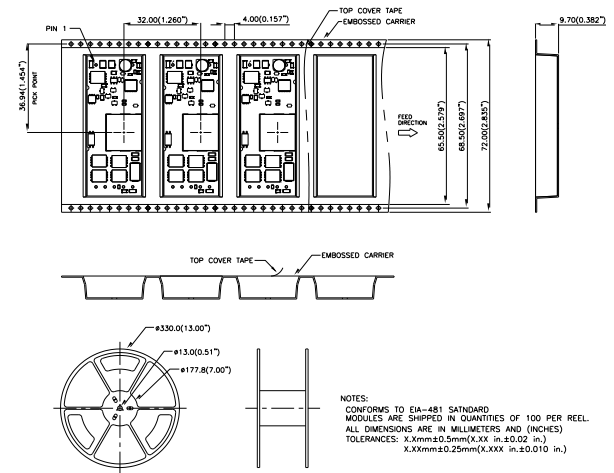 TOP COVER TAPE
EMBOSSED CARRIER
PIN 1
32.00(1.260")
4.00(0.157")
9.70(0.382")
36.94(1.454")
PICK POINT
FEED
DIRECTION
65.50(2.579")
68.50(2.697")
72.00(2.835")
TOP COVER TAPE
EMBOSSED CARRIER
ø330.0(13.00")
ø13.0(0.51")
ø177.8(7.00")
NOTES:
CONFORMS TO EIA-481 SATNDARD
MODULES ARE SHIPPED IN QUANTITIES OF 100 PER REEL.
ALL DIMENSIONS ARE IN MILLIMETERS AND (INCHES)
TOLERANCES: X.Xmm±0.5mm(X.XX in.±0.02 in.)
X.XXmm±0.25mm(X.XXX in.±0.010 in.)